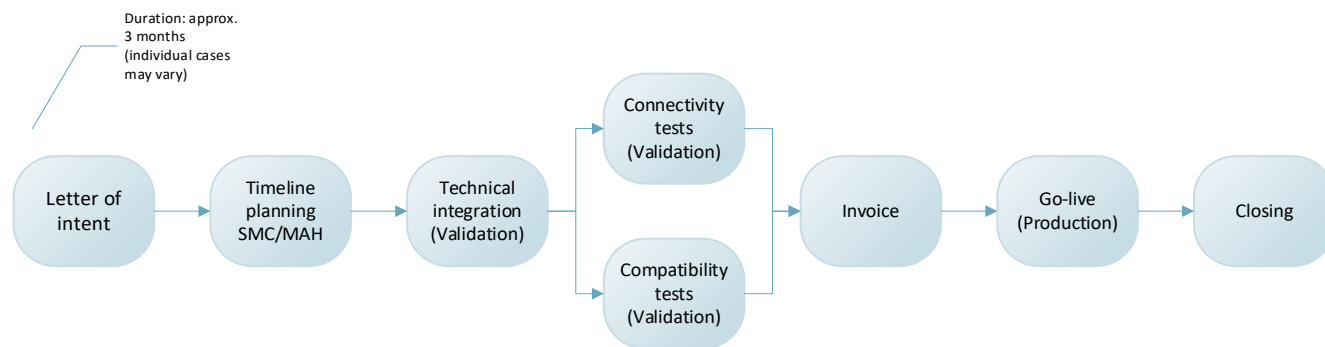 Duration: approx.
3 months
(individual cases
may vary)
Letter of
intent
Timeline
planning
SMC/MAH
Technical
integration
(Validation)
Connectivity
tests
(Validation)
Compatibility
tests
(Validation)
Invoice
Go-live
(Production)
Closing